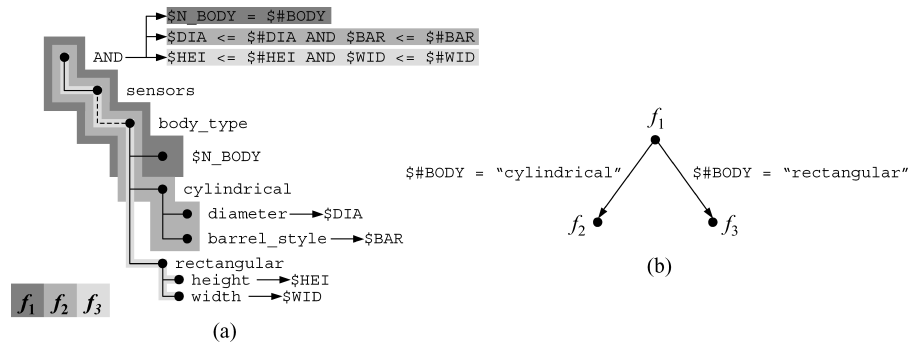 $N_BODY = $#BODY
AND
$DIA <= $#DIA AND $BAR <= $#BAR
$HEI <= $#HEI AND $WID <= $#WID
sensors
body_type
$N_BODY
cylindrical
diameter $DIA
barrel_style $BAR
rectangular
height $HEI
width $WID
f1 f2 f3
(a)
f1
$#BODY = "cylindrical" $#BODY = "rectangular"
f2 f3
(b)